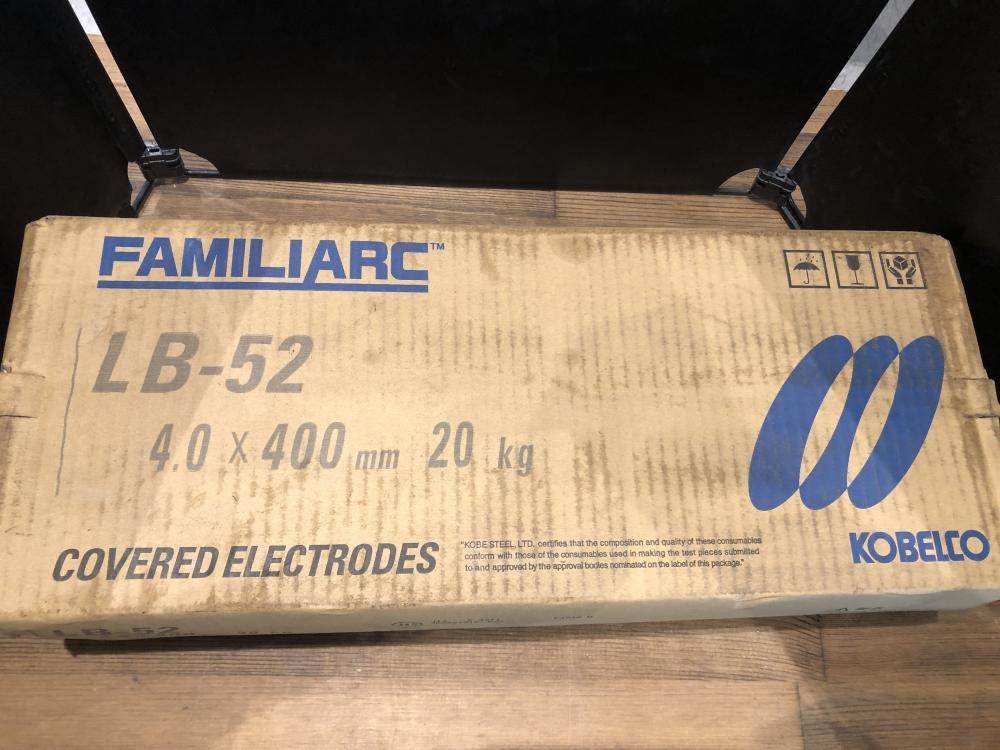 FAMILIARC™
LB-52
4.0 x 400 mm 20 kg
COVERED ELECTRODES
"KOBE STEEL, LTD. certifies that the composition and quality of these consumables
conform with those of the consumables used in making the test pieces submitted
to and approved by the approval bodies nominated on the label of this package."
KOBELCO
LB-52